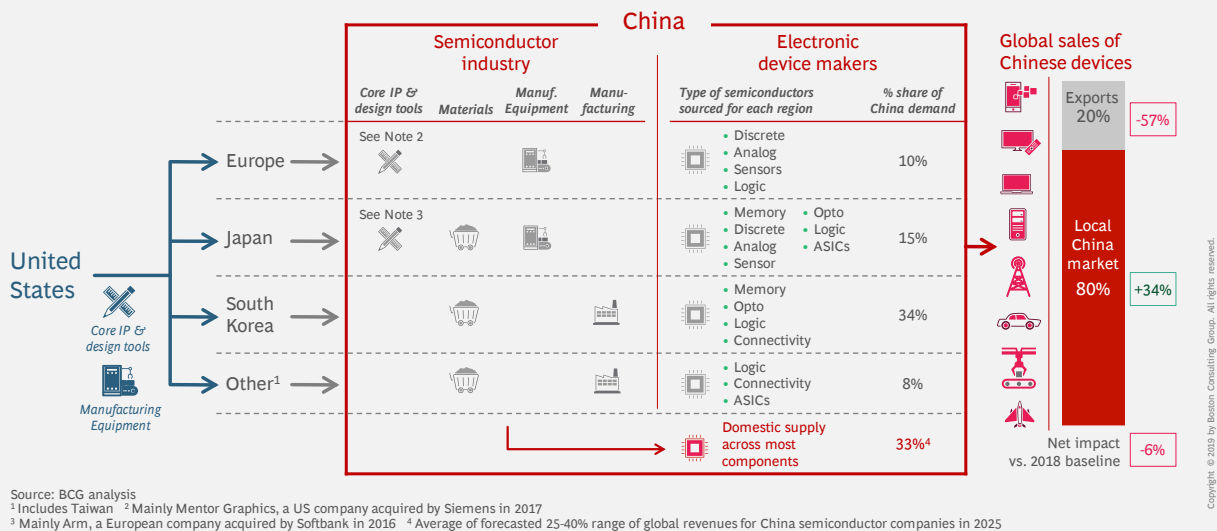 China
Semiconductor
industry
Electronic
device makers
Global sales of
Chinese devices
Core IP &
design tools
Materials
Manuf.
Equipment
Manu-
facturing
Type of semiconductors
sourced for each region
% share of
China demand
Exports
20%
-57%
See Note 2
Europe
• Discrete
• Analog
• Sensors
• Logic
10%
See Note 3
Japan
• Memory
• Discrete
• Analog
• Sensor
• Opto
• Logic
• ASICs
15%
Local
China
market
80%
+34%
United
States
Core IP &
design tools
Manufacturing
Equipment
South
Korea
• Memory
• Opto
• Logic
• Connectivity
34%
Other¹
• Logic
• Connectivity
• ASICs
8%
Domestic supply
across most
components
33%⁴
Net impact
vs. 2018 baseline
-6%
Source: BCG analysis
¹ Includes Taiwan ² Mainly Mentor Graphics, a US company acquired by Siemens in 2017
³ Mainly Arm, a European company acquired by Softbank in 2016 ⁴ Average of forecasted 25-40% range of global revenues for China semiconductor companies in 2025
Copyright © 2019 by Boston Consulting Group. All rights reserved.